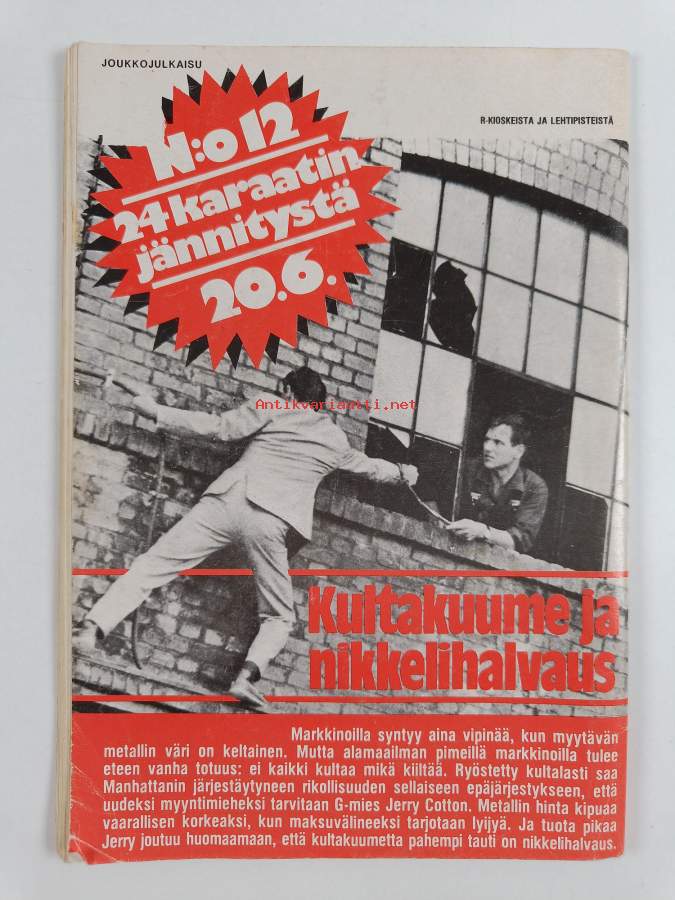 JOUKKOJULKAISU
R-KIOSKEISTA JA LEHTIPISTEISTÄ
N:o 12
24 karaatin
jännitystä
20.6.
Antikvariaatti.net
Kultakuume ja
nikkelihalvaus
Markkinoilla syntyy aina vipinää, kun myytävän
metallin väri on keltainen. Mutta alamaailman pimeillä markkinoilla tulee
eteen vanha totuus: ei kaikki kultaa mikä kiiltää. Ryöstetty kultalasti saa
Manhattanin järjestäytyneen rikollisuuden sellaiseen epäjärjestykseen, että
uudeksi myyntimieheksi tarvitaan G-mies Jerry Cotton. Metallin hinta kipuaa
vaarallisen korkeaksi, kun maksuvälineeksi tarjotaan lyijyä. Ja tuota pikaa
Jerry joutuu huomaamaan, että kultakuumetta pahempi tauti on nikkelihalvaus.